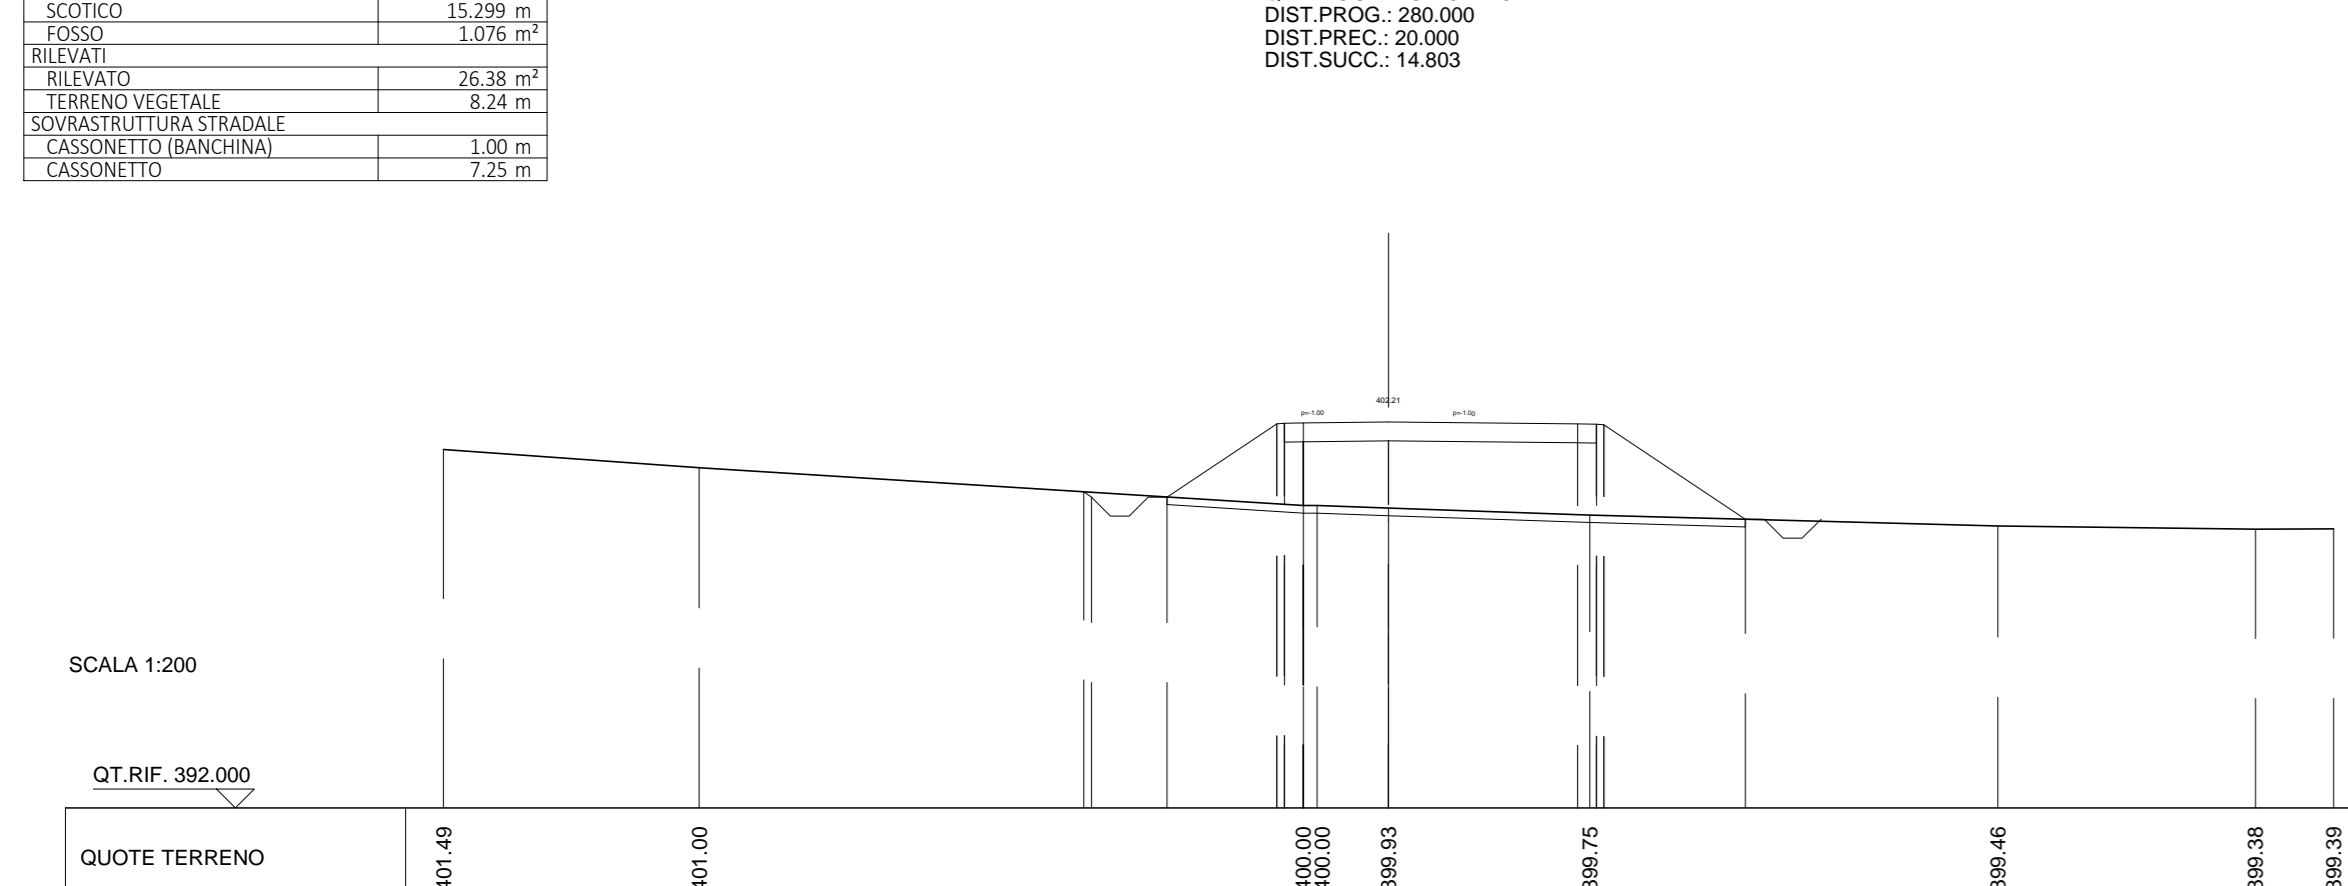 SCOTICO 15.299 m
FOSSO 1.076 m²
RILEVATI
RILEVATO 26.38 m²
TERRENO VEGETALE 8.24 m
SOVRASTRUTTURA STRADALE
CASSONETTO (BANCHINA) 1.00 m
CASSONETTO 7.25 m
DIST.PROG.: 280.000
DIST.PREC.: 20.000
DIST.SUCC.: 14.803
402.21
p=-1.00 p=-1.00
SCALA 1:200
QT.RIF. 392.000
QUOTE TERRENO 401.49 401.00 400.00 400.00 399.93 399.75 399.46 399.38 399.39